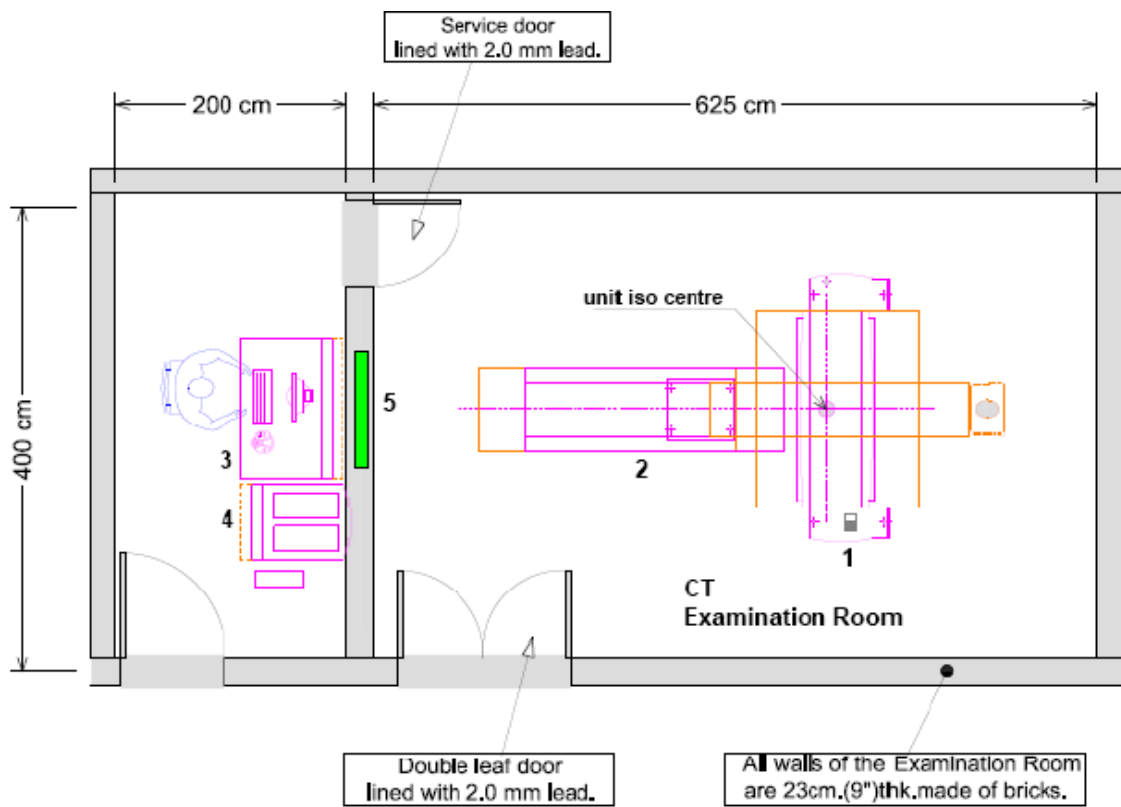 Service door
lined with 2.0 mm lead.
200 cm
625 cm
400 cm
unit iso centre
5
3
2
4
1
CT
Examination Room
Double leaf door
lined with 2.0 mm lead.
All walls of the Examination Room
are 23cm.(9")thk.made of bricks.